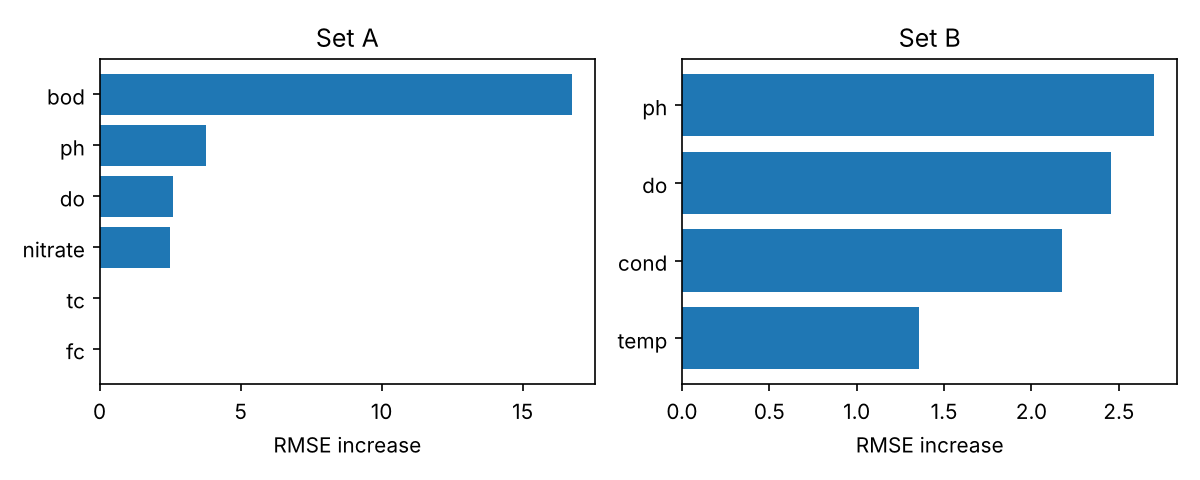 Set A
bod
ph
do
nitrate
tc
fc
0 5 10 15
RMSE increase
Set B
ph
do
cond
temp
0.0 0.5 1.0 1.5 2.0 2.5
RMSE increase